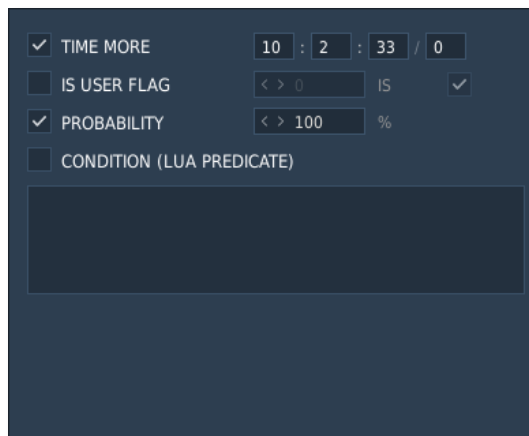 TIME MORE 10 : 2 : 33 / 0
IS USER FLAG < > 0 IS
PROBABILITY < > 100 %
CONDITION (LUA PREDICATE)